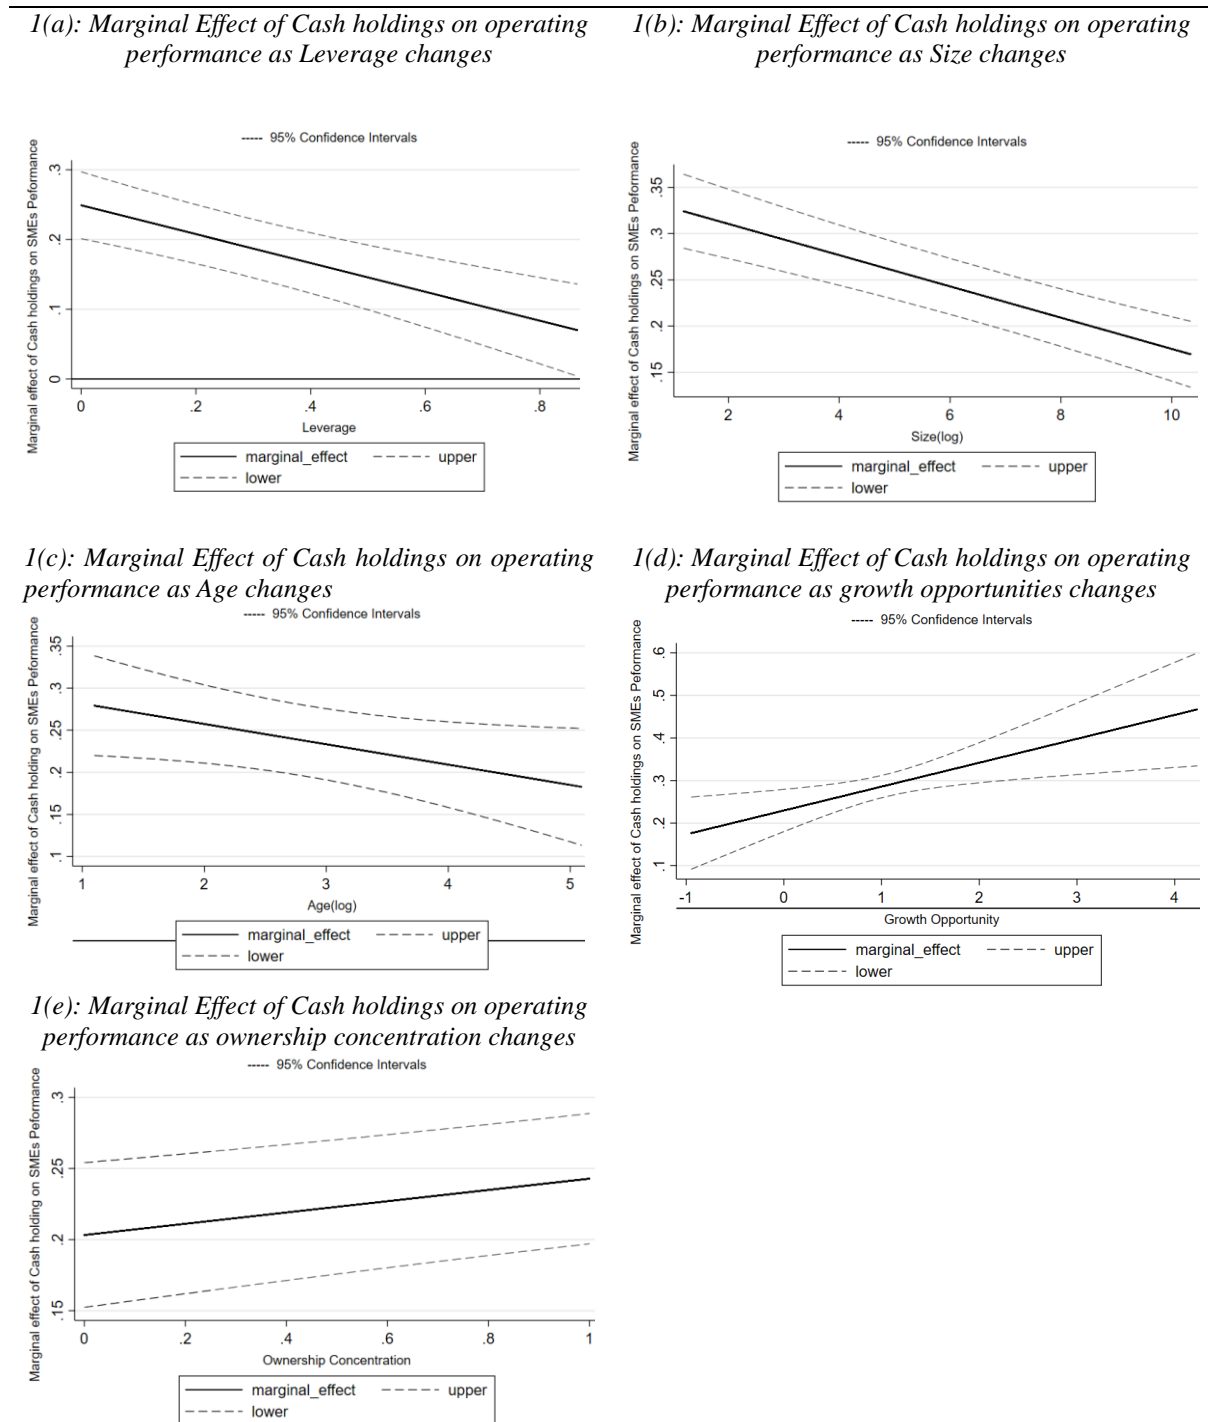 1(a): Marginal Effect of Cash holdings on operating
performance as Leverage changes
----- 95% Confidence Intervals
Marginal effect of Cash holdings on SMEs Peformance
.3
.2
.1
0
0 .2 .4 .6 .8
Leverage
marginal_effect upper
lower
1(b): Marginal Effect of Cash holdings on operating
performance as Size changes
----- 95% Confidence Intervals
Marginal effect of Cash holdings on SMEs Peformance
.35
.3
.25
.2
.15
2 4 6 8 10
Size(log)
marginal_effect upper
lower
1(c): Marginal Effect of Cash holdings on operating
performance as Age changes
----- 95% Confidence Intervals
Marginal effect of Cash holding on SMEs Peformance
.35
.3
.25
.2
.15
.1
1 2 3 4 5
Age(log)
marginal_effect upper
lower
1(d): Marginal Effect of Cash holdings on operating
performance as growth opportunities changes
----- 95% Confidence Intervals
Marginal effect of Cash holdings on SMEs Peformance
.6
.5
.4
.3
.2
.1
-1 0 1 2 3 4
Growth Opportunity
marginal_effect upper
lower
1(e): Marginal Effect of Cash holdings on operating
performance as ownership concentration changes
----- 95% Confidence Intervals
Marginal effect of Cash holding on SMEs Peformance
.3
.25
.2
.15
0 .2 .4 .6 .8 1
Ownership Concentration
marginal_effect upper
lower